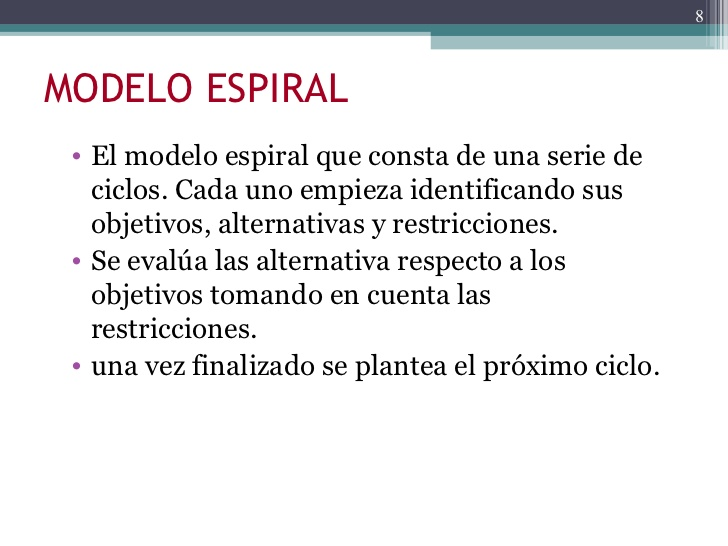 8
MODELO ESPIRAL
• El modelo espiral que consta de una serie de
ciclos. Cada uno empieza identificando sus
objetivos, alternativas y restricciones.
• Se evalúa las alternativa respecto a los
objetivos tomando en cuenta las
restricciones.
• una vez finalizado se plantea el próximo ciclo.